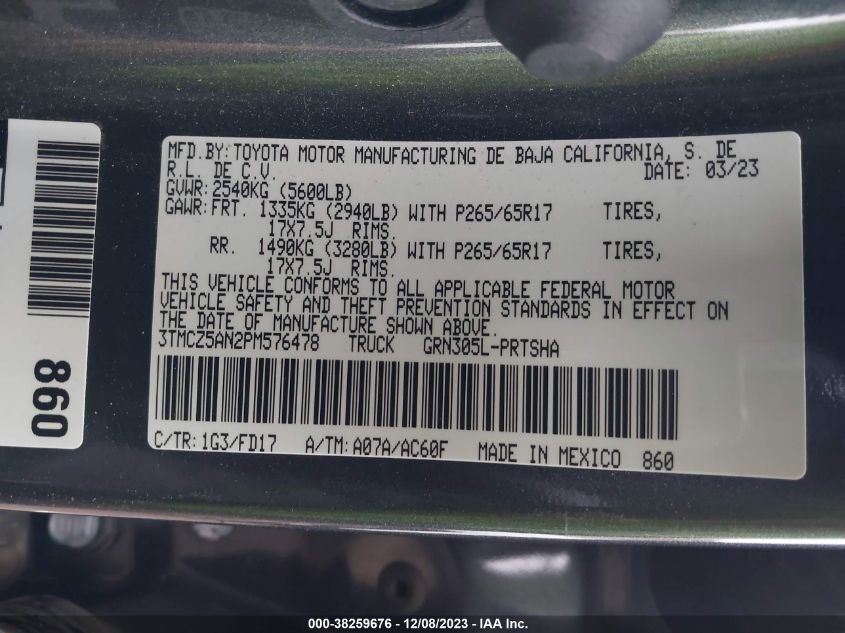 MFD.BY:TOYOTA MOTOR MANUFACTURING DE BAJA CALIFORNIA, S. DE
R.L. DE C.V. DATE: 03/23
GVWR:2540KG (5600LB)
GAWR:FRT. 1335KG (2940LB) WITH P265/65R17 TIRES,
17X7.5J RIMS.
RR. 1490KG (3280LB) WITH P265/65R17 TIRES,
17X7.5J RIMS.
THIS VEHICLE CONFORMS TO ALL APPLICABLE FEDERAL MOTOR
VEHICLE SAFETY AND THEFT PREVENTION STANDARDS IN EFFECT ON
THE DATE OF MANUFACTURE SHOWN ABOVE.
3TMCZ5AN2PM576478 TRUCK GRN305L-PRTSHA
C/TR:1G3/FD17 A/TM:A07A/AC60F MADE IN MEXICO 860
860
000-38259676 - 12/08/2023 - IAAI.com